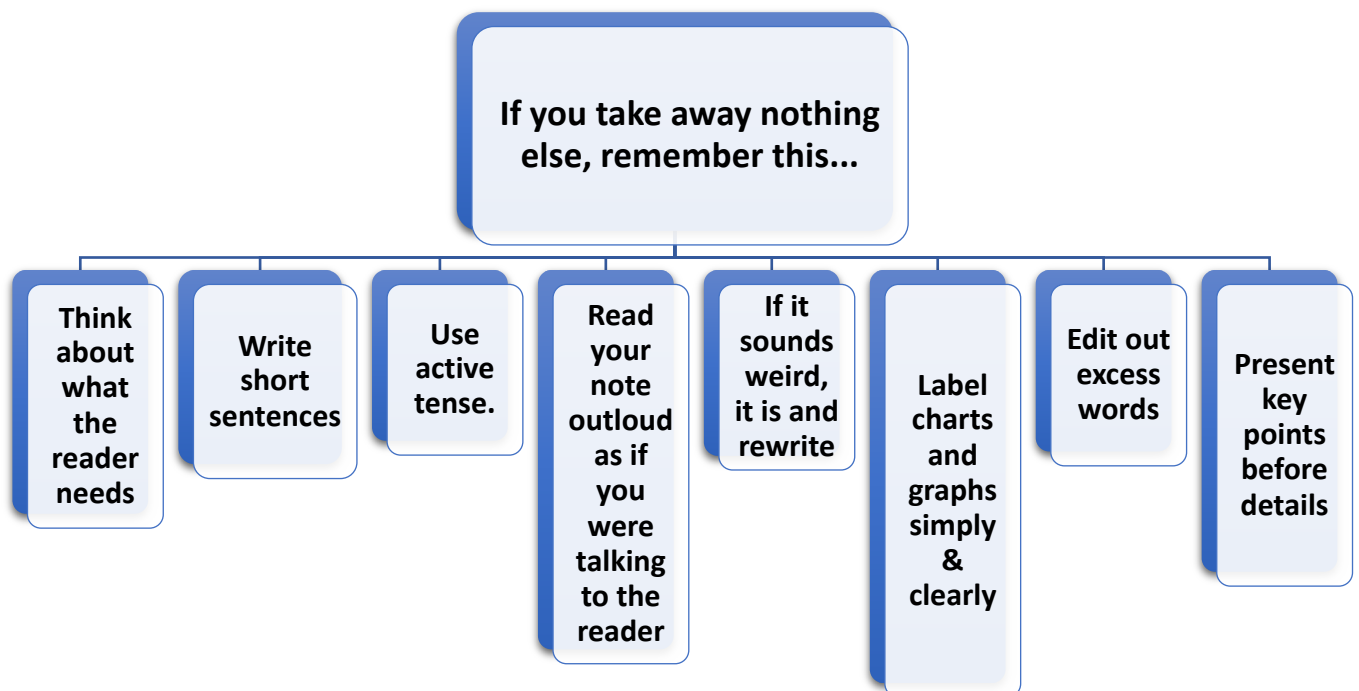 If you take away nothing
else, remember this...
Think
about
what
the
reader
needs
Write
short
sentences
Use
active
tense.
Read
your
note
outloud
as if
you
were
talking
to the
reader
If it
sounds
weird,
it is and
rewrite
Label
charts
and
graphs
simply
&
clearly
Edit out
excess
words
Present
key
points
before
details